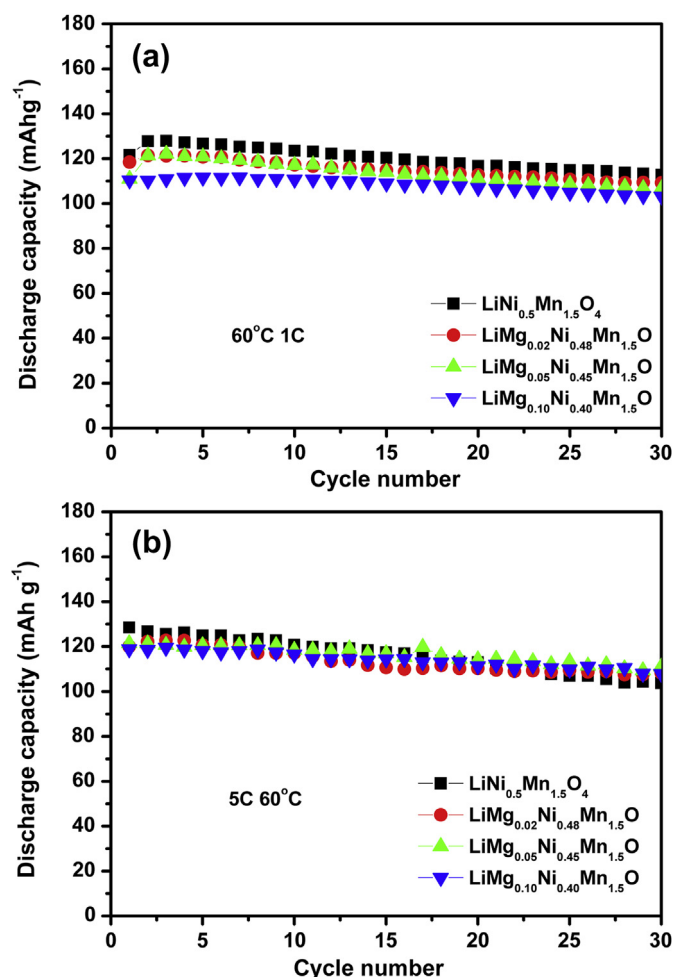 (a)
Discharge capacity (mAhg⁻¹)
180
160
140
120
100
80
60
40
20
0
60°C 1C
LiNi₀.₅Mn₁.₅O₄
LiMg₀.₀₂Ni₀.₄₈Mn₁.₅O
LiMg₀.₀₅Ni₀.₄₅Mn₁.₅O
LiMg₀.₁₀Ni₀.₄₀Mn₁.₅O
0 5 10 15 20 25 30
Cycle number
(b)
Discharge capacity (mAh g⁻¹)
180
160
140
120
100
80
60
40
20
0
5C 60°C
LiNi₀.₅Mn₁.₅O₄
LiMg₀.₀₂Ni₀.₄₈Mn₁.₅O
LiMg₀.₀₅Ni₀.₄₅Mn₁.₅O
LiMg₀.₁₀Ni₀.₄₀Mn₁.₅O
0 5 10 15 20 25 30
Cycle number